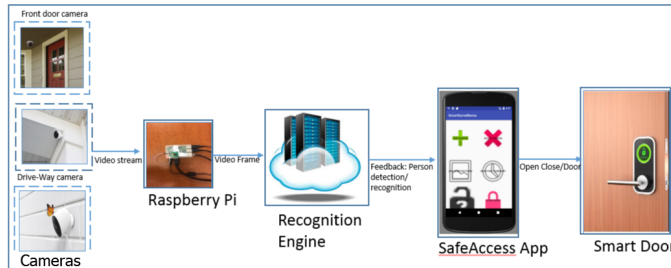 Front door camera
Drive-Way camera
Cameras
Video stream
Raspberry Pi
Video Frame
Recognition
Engine
Feedback: Person
detection/
recognition
SafeAccess App
Open Close/Door
Smart Door